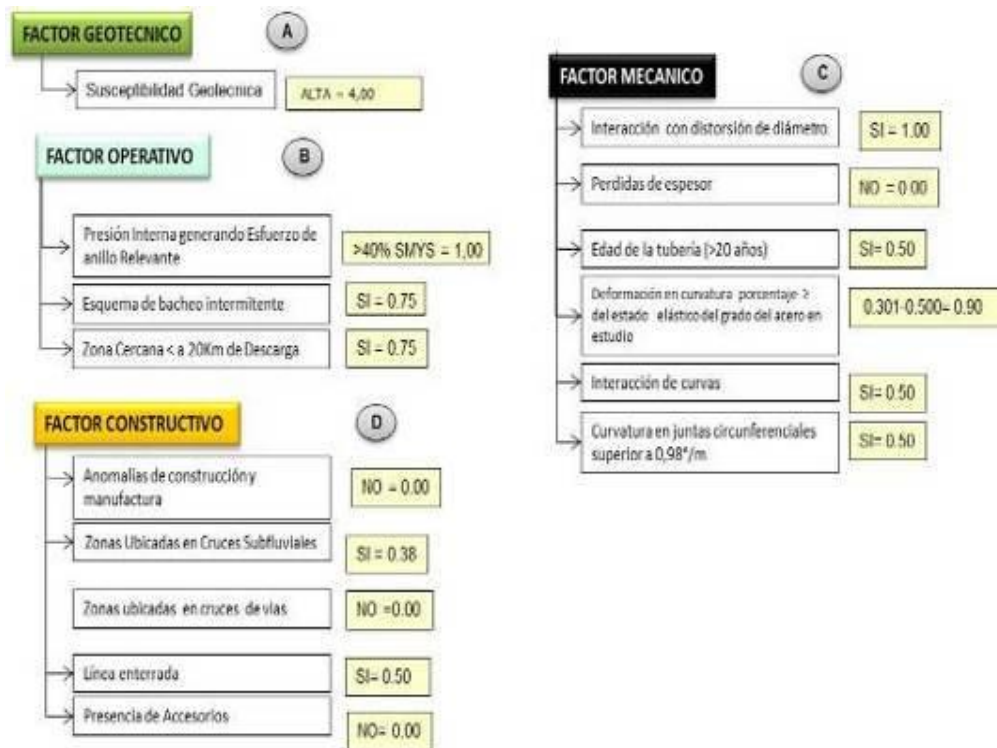 FACTOR GEOTECNICO
A
Susceptibilidad Geotecnica
ALTA = 4,00
FACTOR OPERATIVO
B
Presión Interna generando Esfuerzo de
anillo Relevante
>40% SMYS = 1,00
Esquema de bacheo intermitente
SI = 0.75
Zona Cercana < a 20Km de Descarga
SI = 0.75
FACTOR MECANICO
C
Interacción con distorsión de diámetro
SI = 1.00
Perdidas de espesor
NO = 0.00
Edad de la tubería (>20 años)
SI= 0.50
Deformación en curvatura porcentaje ≥
del estado elástico del grado del acero en
estudio
0.301-0.500= 0.90
Interacción de curvas
SI= 0.50
Curvatura en juntas circunferenciales
superior a 0,98°/m
SI= 0.50
FACTOR CONSTRUCTIVO
D
Anomalías de construcción y
manufactura
NO = 0.00
Zonas Ubicadas en Cruces Subfluviales
SI = 0.38
Zonas ubicadas en cruces de vías
NO =0.00
Línea enterrada
SI= 0.50
Presencia de Accesorios
NO= 0.00